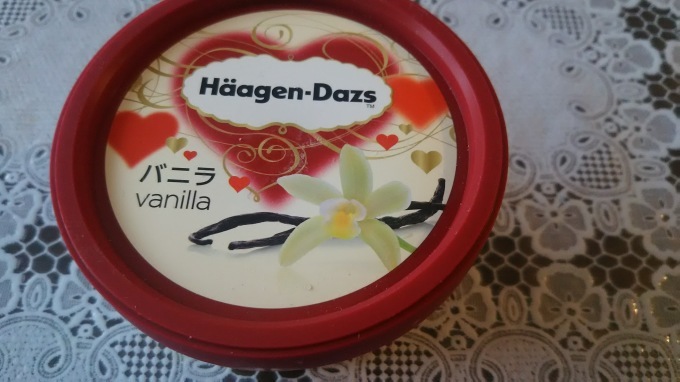 Häagen-Dazs
TM
バニラ
vanilla